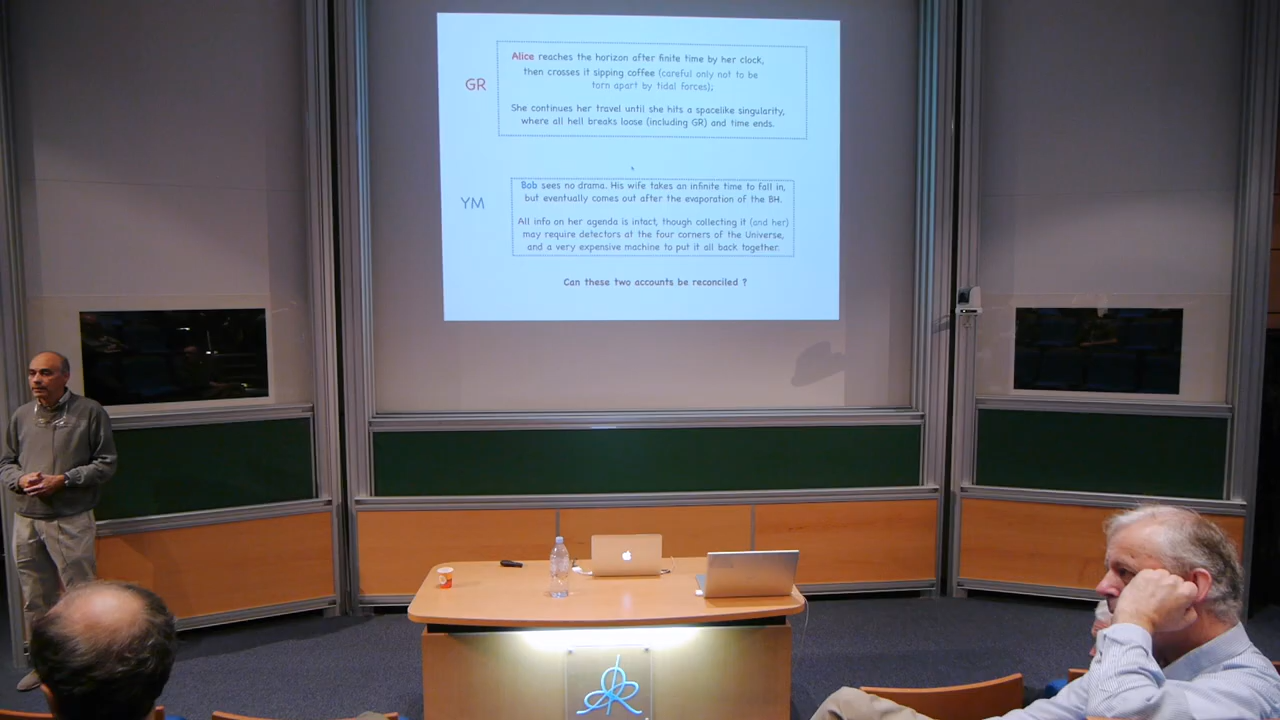 GR
Alice reaches the horizon after finite time by her clock,
then crosses it sipping coffee (careful only not to be
torn apart by tidal forces);
She continues her travel until she hits a spacelike singularity,
where all hell breaks loose (including GR) and time ends.
YM
Bob sees no drama. His wife takes an infinite time to fall in,
but eventually comes out after the evaporation of the BH.
All info on her agenda is intact, though collecting it (and her)
may require detectors at the four corners of the Universe,
and a very expensive machine to put it all back together.
Can these two accounts be reconciled ?